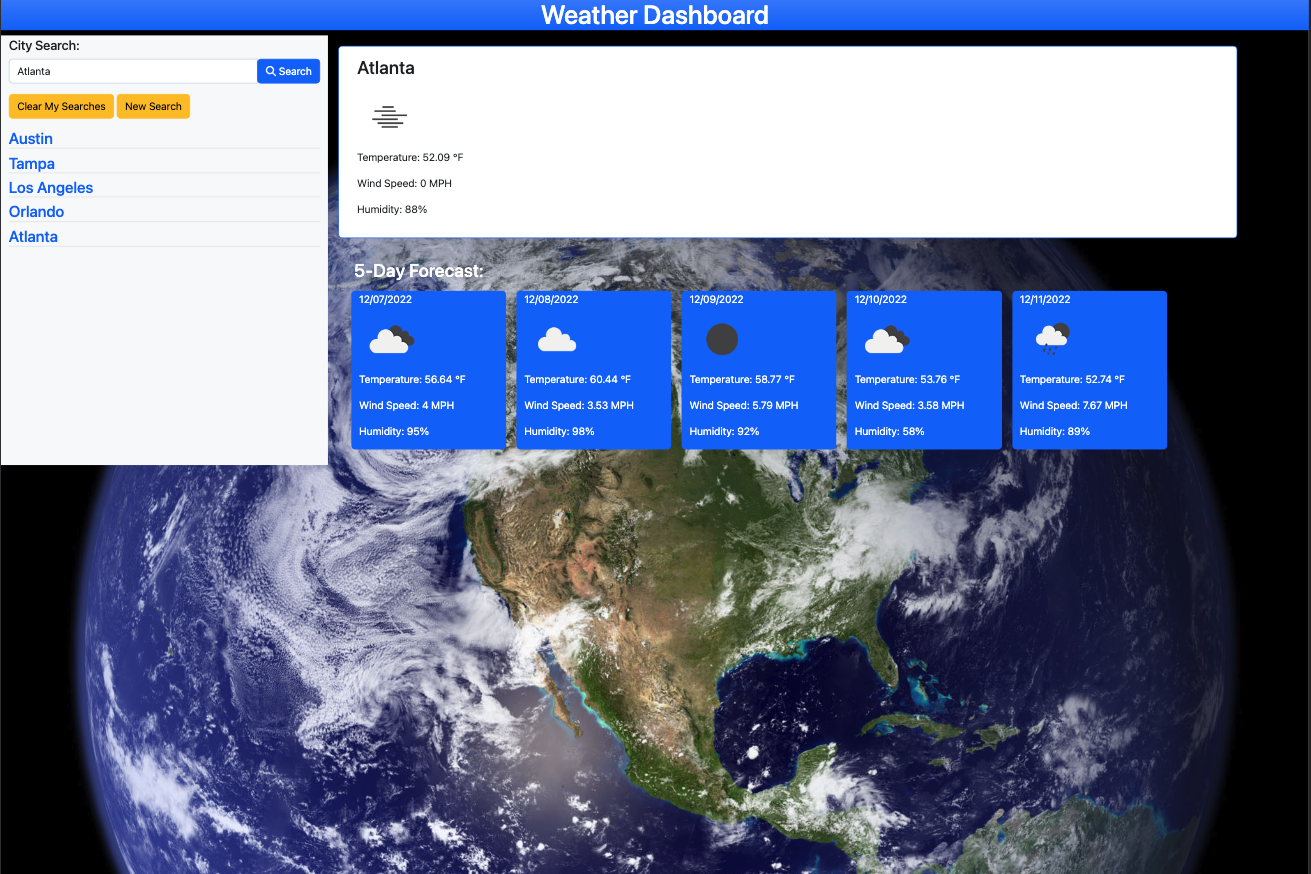 Weather Dashboard
City Search:
Atlanta
Search
Clear My Searches New Search
Austin
Tampa
Los Angeles
Orlando
Atlanta
Atlanta
Temperature: 52.09 °F
Wind Speed: 0 MPH
Humidity: 88%
5-Day Forecast:
12/07/2022
Temperature: 56.64 °F
Wind Speed: 4 MPH
Humidity: 95%
12/08/2022
Temperature: 60.44 °F
Wind Speed: 3.53 MPH
Humidity: 98%
12/09/2022
Temperature: 58.77 °F
Wind Speed: 5.79 MPH
Humidity: 92%
12/10/2022
Temperature: 53.76 °F
Wind Speed: 3.58 MPH
Humidity: 58%
12/11/2022
Temperature: 52.74 °F
Wind Speed: 7.67 MPH
Humidity: 89%